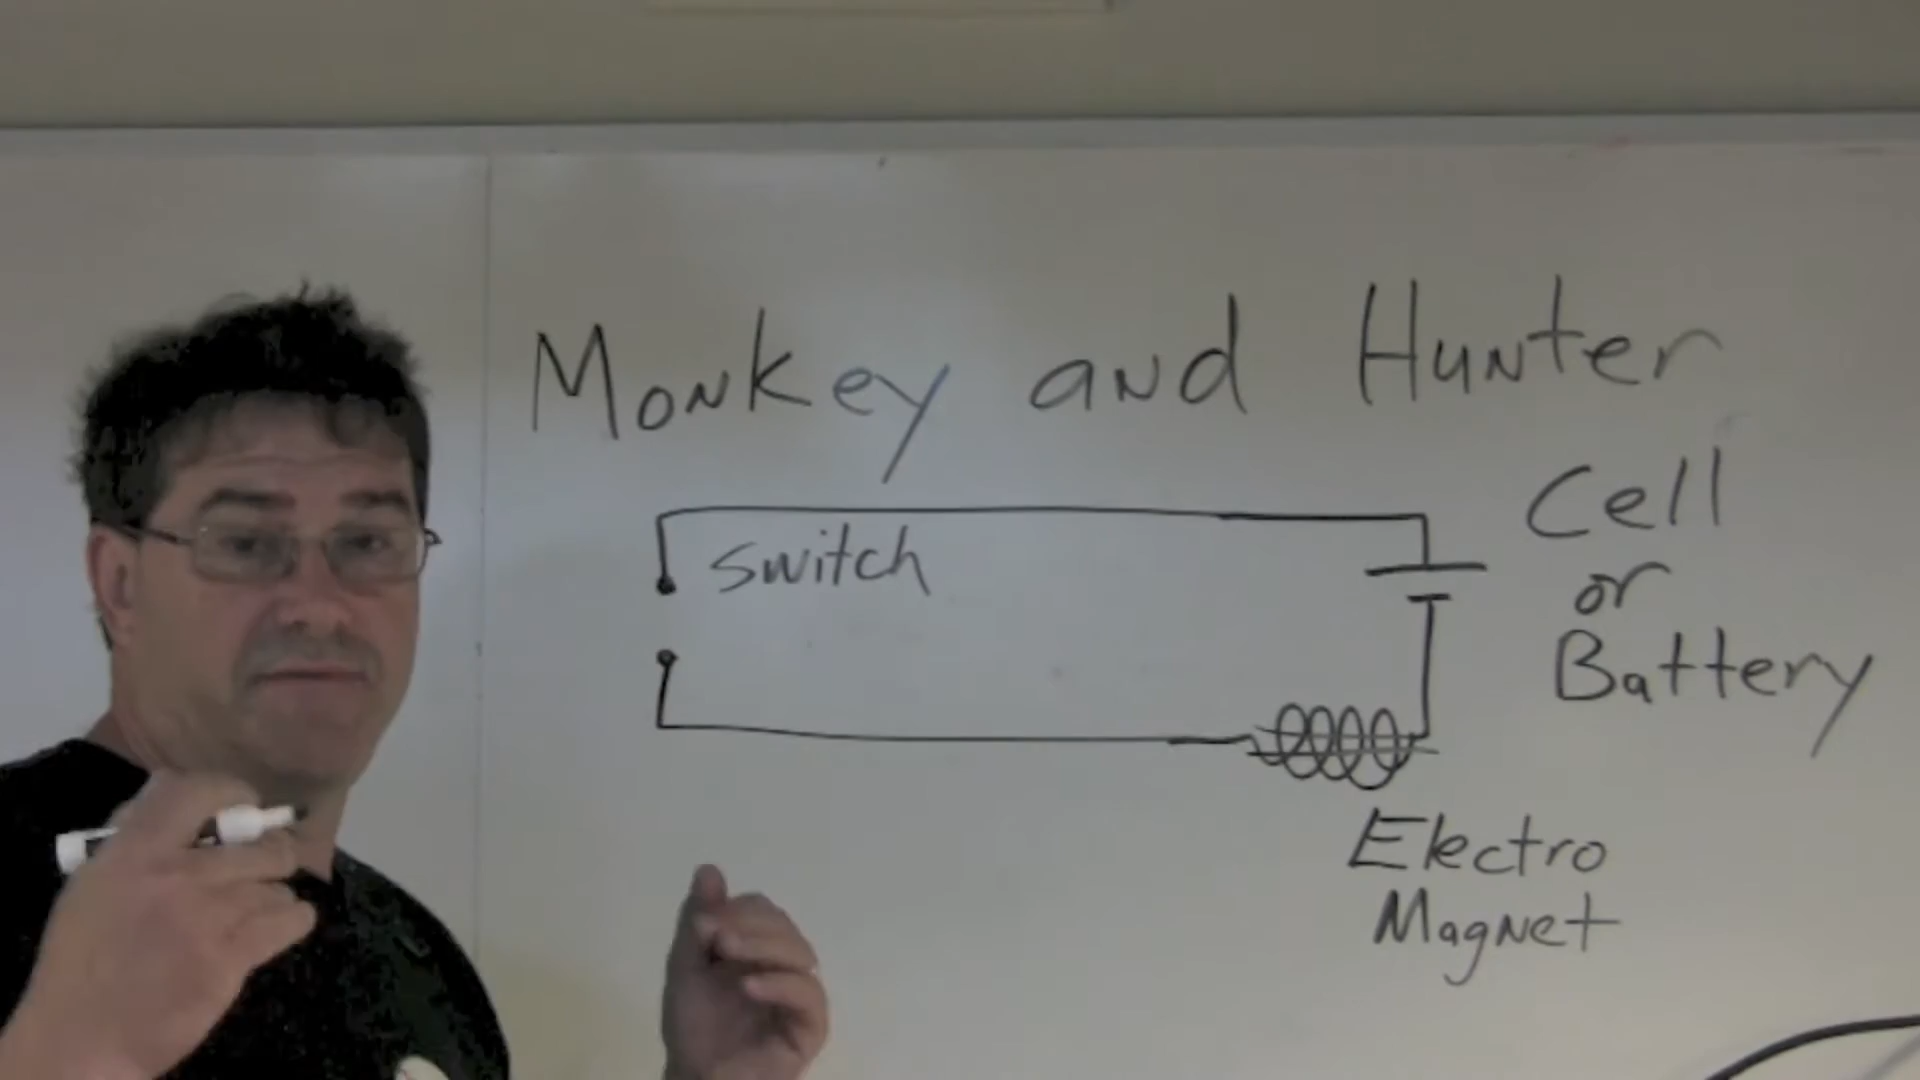 Monkey and Hunter
switch
Cell
or
Battery
Electro
Magnet